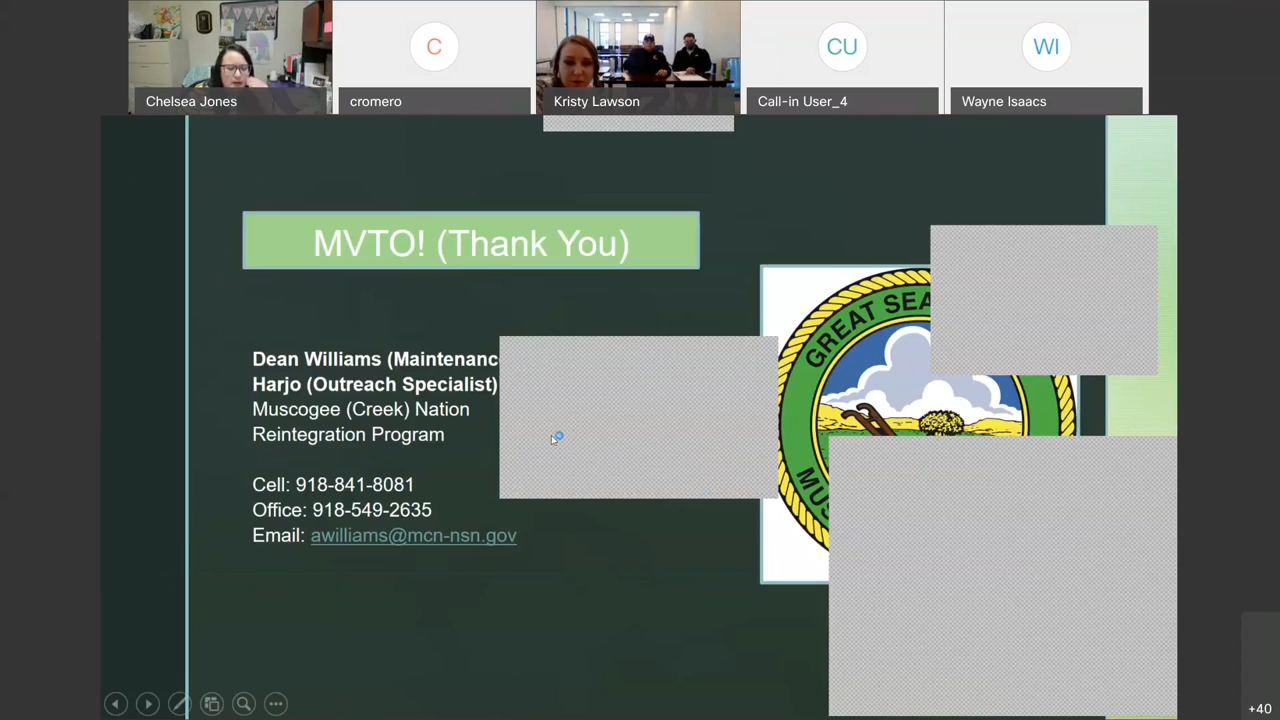 C
CU
WI
Chelsea Jones
cromero
Kristy Lawson
Call-in User_4
Wayne Isaacs
MVTO! (Thank You)
GREAT SEA
MUS
Dean Williams (Maintenanc
Harjo (Outreach Specialist)
Muscogee (Creek) Nation
Reintegration Program
Cell: 918-841-8081
Office: 918-549-2635
Email: awilliams@mcn-nsn.gov
+40